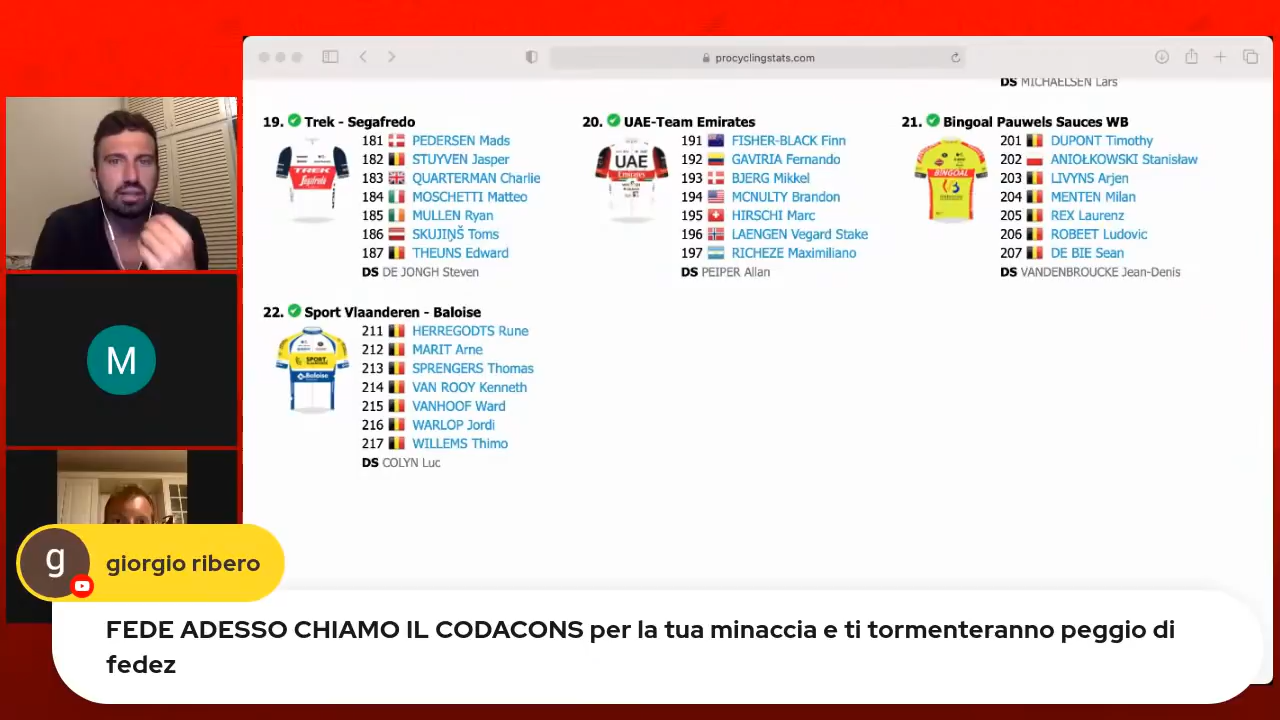 procyclingstats.com
DS MICHAELSEN Lars
19. Trek - Segafredo
181 PEDERSEN Mads
182 STUYVEN Jasper
183 QUARTERMAN Charlie
184 MOSCHETTI Matteo
185 MULLEN Ryan
186 SKUJIŅŠ Toms
187 THEUNS Edward
DS DE JONGH Steven
20. UAE-Team Emirates
191 FISHER-BLACK Finn
192 GAVIRIA Fernando
193 BJERG Mikkel
194 MCNULTY Brandon
195 HIRSCHI Marc
196 LAENGEN Vegard Stake
197 RICHEZE Maximiliano
DS PEIPER Allan
21. Bingoal Pauwels Sauces WB
201 DUPONT Timothy
202 ANIOŁKOWSKI Stanisław
203 LIVYNS Arjen
204 MENTEN Milan
205 REX Laurenz
206 ROBEET Ludovic
207 DE BIE Sean
DS VANDENBROUCKE Jean-Denis
22. Sport Vlaanderen - Baloise
211 HERREGODTS Rune
212 MARIT Arne
213 SPRENGERS Thomas
214 VAN ROOY Kenneth
215 VANHOOF Ward
216 WARLOP Jordi
217 WILLEMS Thimo
DS COLYN Luc
TREK
Segafredo
UAE
Emirates
BINGOAL
SPORT
Baloise
M
g
giorgio ribero
FEDE ADESSO CHIAMO IL CODACONS per la tua minaccia e ti tormenteranno peggio di
fedez